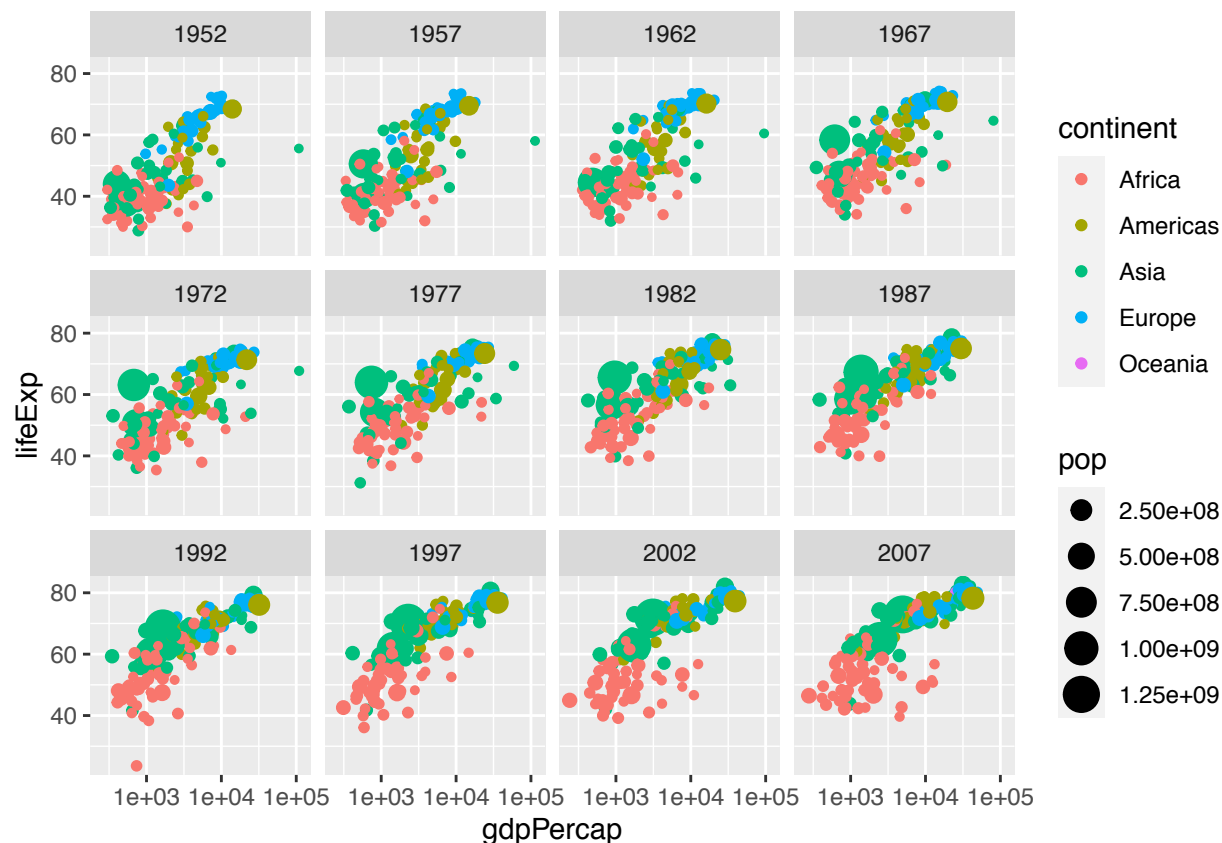 1952 1957 1962 1967
80
60
40
1972 1977 1982 1987
80
60
40
1992 1997 2002 2007
80
60
40
1e+03 1e+04 1e+05 1e+03 1e+04 1e+05 1e+03 1e+04 1e+05 1e+03 1e+04 1e+05
gdpPercap
lifeExp
continent
Africa
Americas
Asia
Europe
Oceania
pop
2.50e+08
5.00e+08
7.50e+08
1.00e+09
1.25e+09